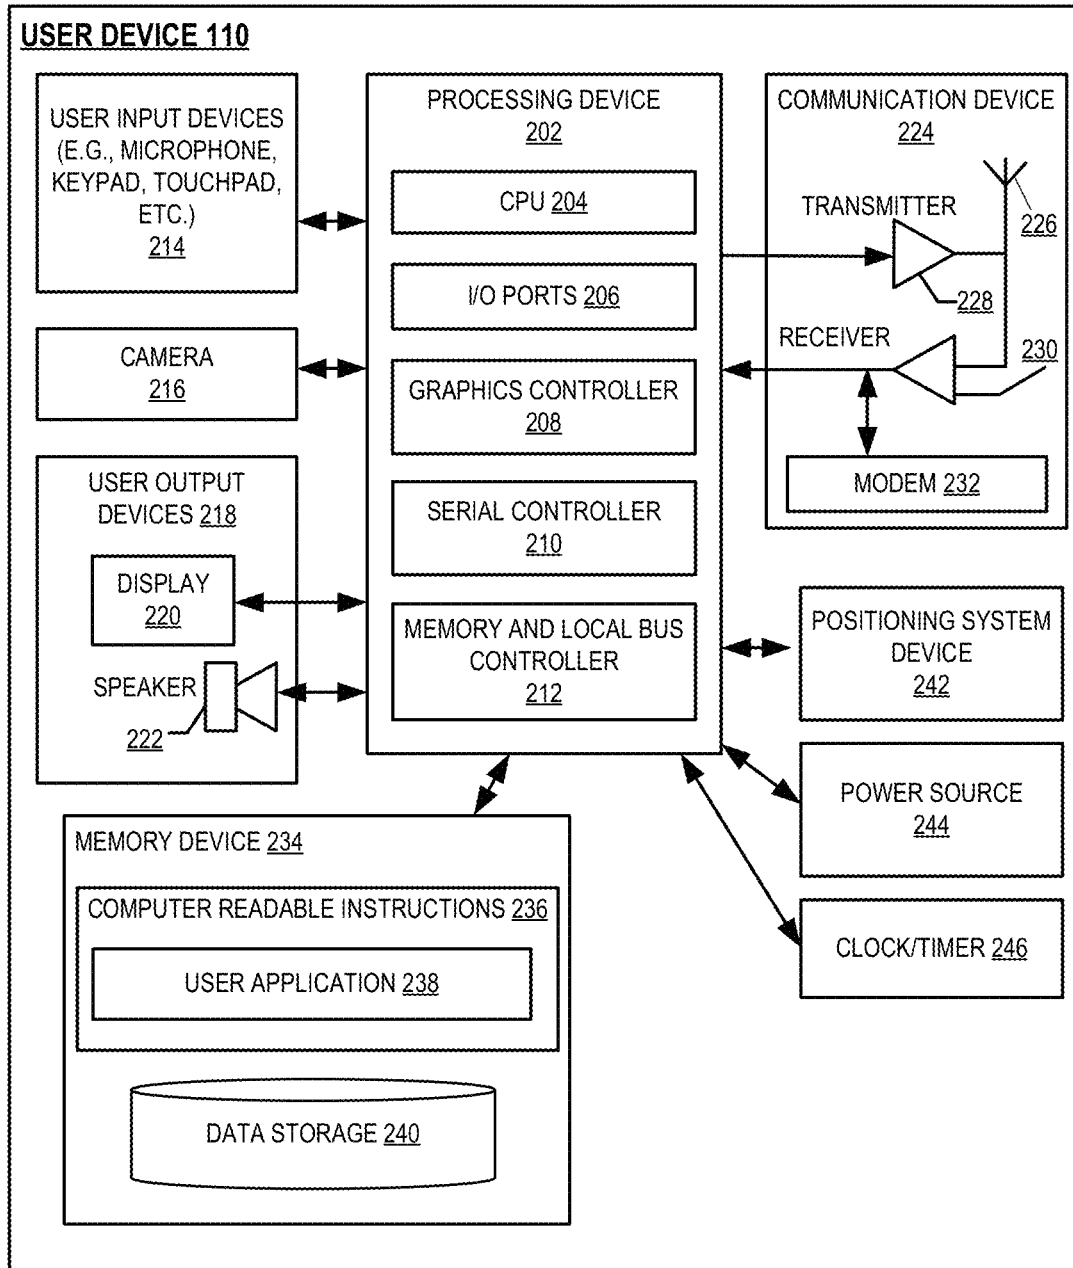 USER DEVICE 110
USER INPUT DEVICES
(E.G., MICROPHONE,
KEYPAD, TOUCHPAD,
ETC.)
214
CAMERA
216
USER OUTPUT
DEVICES 218
DISPLAY
220
SPEAKER
222
PROCESSING DEVICE
202
CPU 204
I/O PORTS 206
GRAPHICS CONTROLLER
208
SERIAL CONTROLLER
210
MEMORY AND LOCAL BUS
CONTROLLER
212
COMMUNICATION DEVICE
224
TRANSMITTER
226
228
RECEIVER
230
MODEM 232
POSITIONING SYSTEM
DEVICE
242
POWER SOURCE
244
CLOCK/TIMER 246
MEMORY DEVICE 234
COMPUTER READABLE INSTRUCTIONS 236
USER APPLICATION 238
DATA STORAGE 240